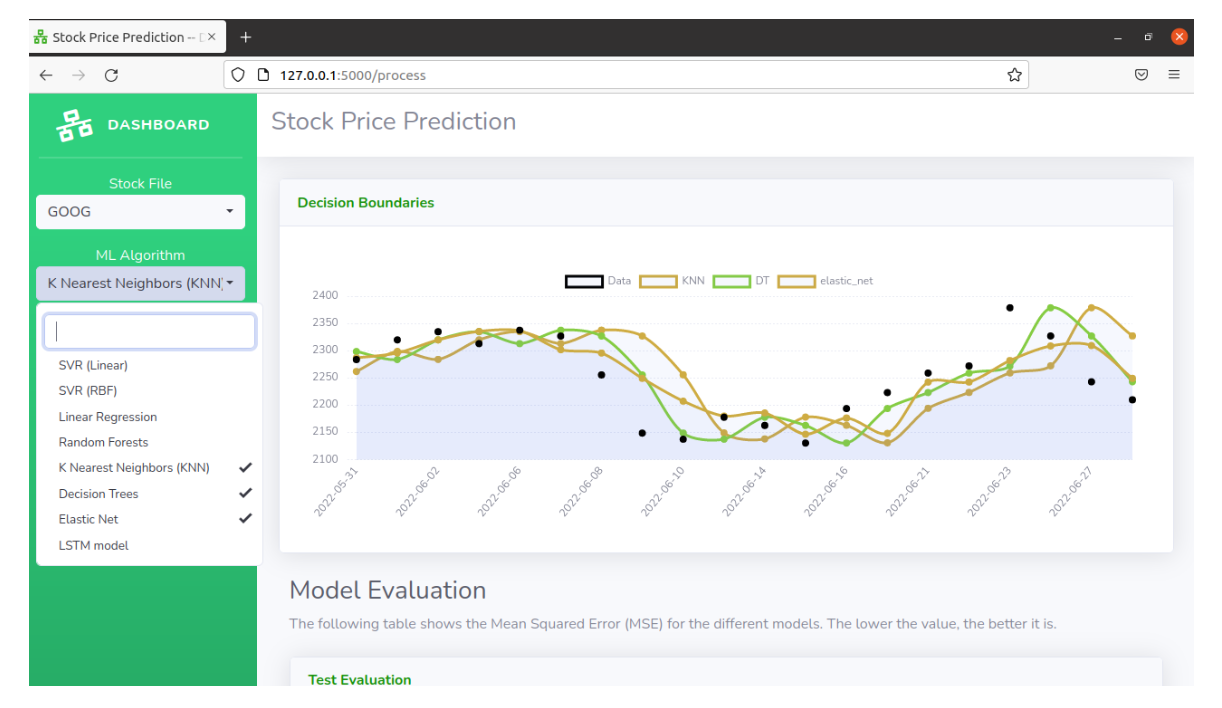 Stock Price Prediction -- D
127.0.0.1:5000/process
DASHBOARD
Stock File
GOOG
ML Algorithm
K Nearest Neighbors (KNN)
SVR (Linear)
SVR (RBF)
Linear Regression
Random Forests
K Nearest Neighbors (KNN)
Decision Trees
Elastic Net
LSTM model
Stock Price Prediction
Decision Boundaries
Data KNN DT elastic_net
2400
2350
2300
2250
2200
2150
2100
2022-05-31 2022-06-02 2022-06-06 2022-06-08 2022-06-10 2022-06-14 2022-06-16 2022-06-21 2022-06-23 2022-06-27
Model Evaluation
The following table shows the Mean Squared Error (MSE) for the different models. The lower the value, the better it is.
Test Evaluation